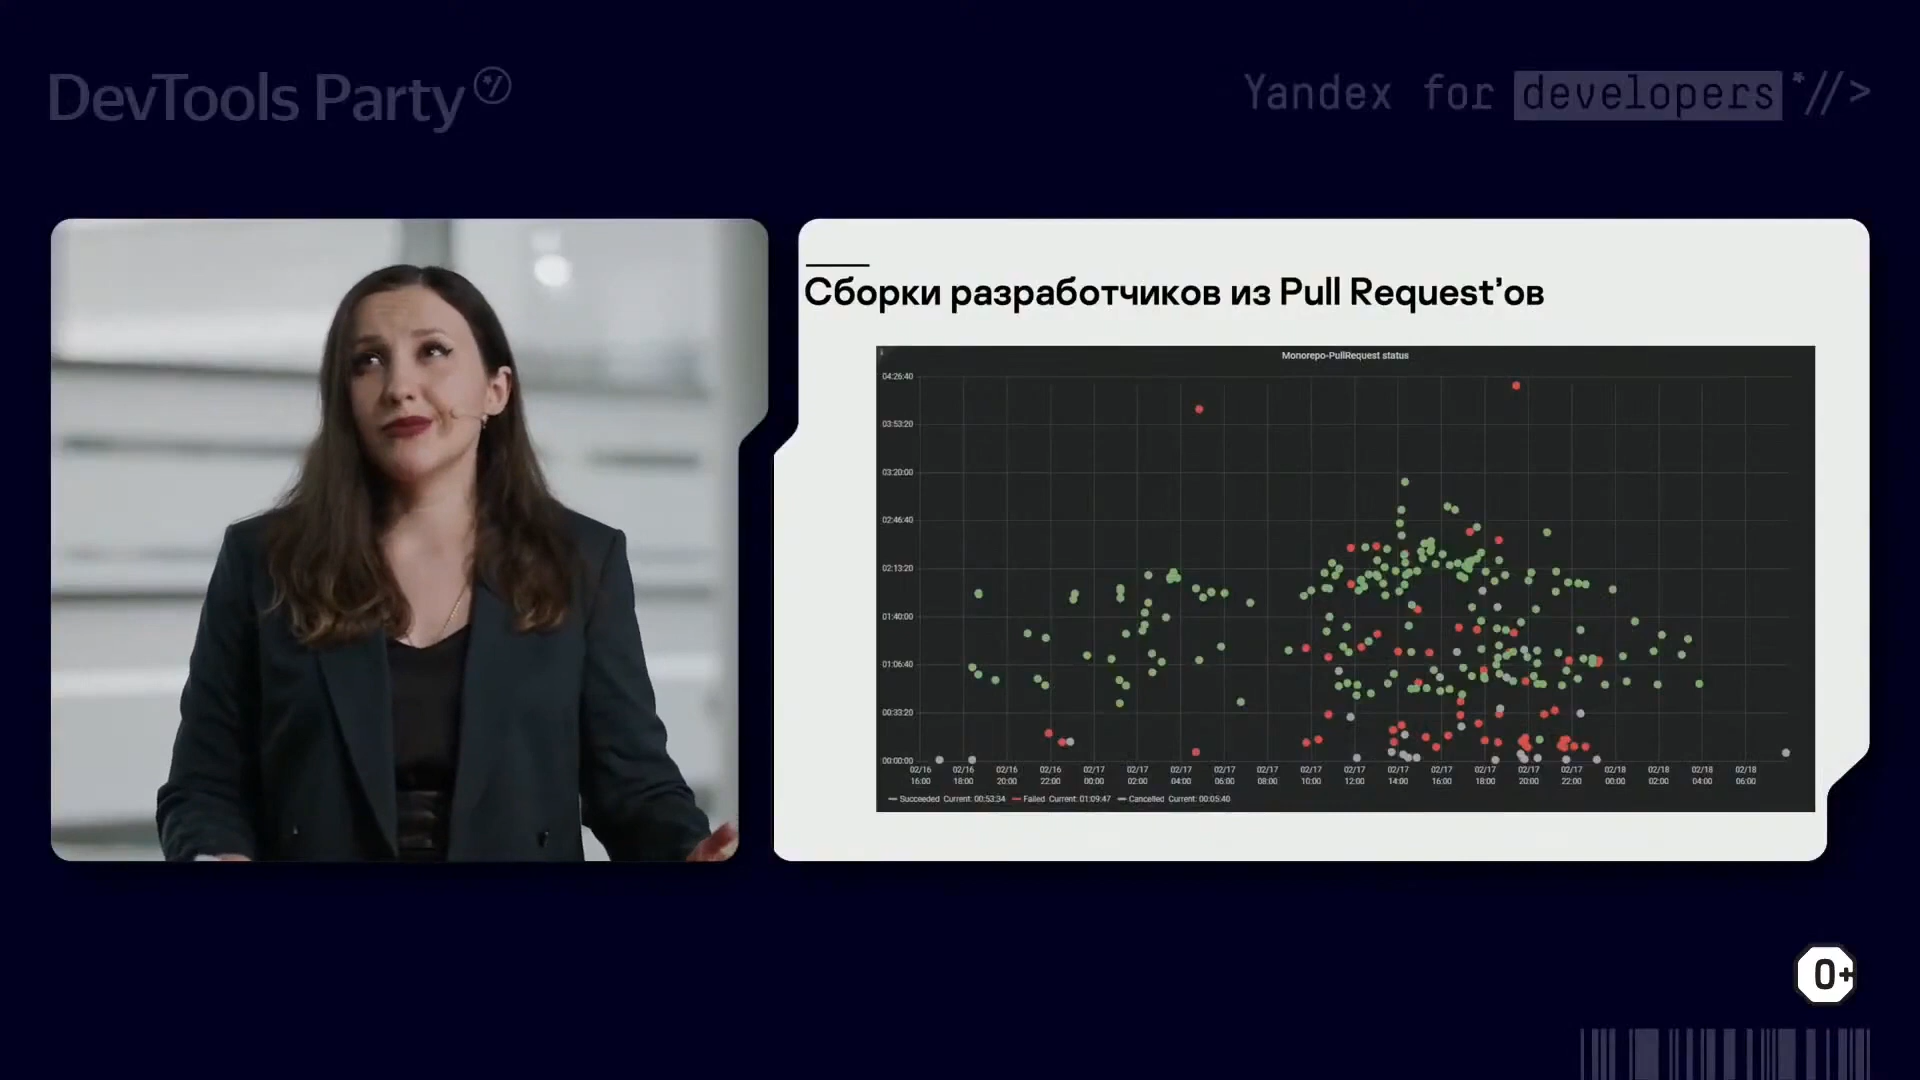 DevTools Party
Yandex for developers *//>
Сборки разработчиков из Pull Request’ов
Monorepo-PullRequest status
04:26:40
03:53:20
03:20:00
02:46:40
02:13:20
01:40:00
01:06:40
00:33:20
00:00:00
02/16 02/16 02/16 02/16 02/17 02/17 02/17 02/17 02/17 02/17 02/17 02/17 02/17 02/17 02/17 02/17 02/18 02/18 02/18 02/18
16:00 18:00 20:00 22:00 00:00 02:00 04:00 06:00 08:00 10:00 12:00 14:00 16:00 18:00 20:00 22:00 00:00 02:00 04:00 06:00
Succeeded Current: 00:53:34 Failed Current: 01:09:47 Cancelled Current: 00:05:40
0+